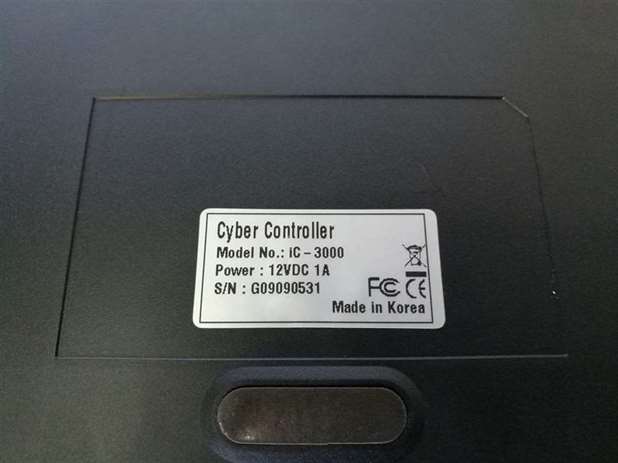 Cyber Controller
Model No.: iC - 3000
Power : 12VDC 1A
S/N : G09090531
FC CE
Made in Korea